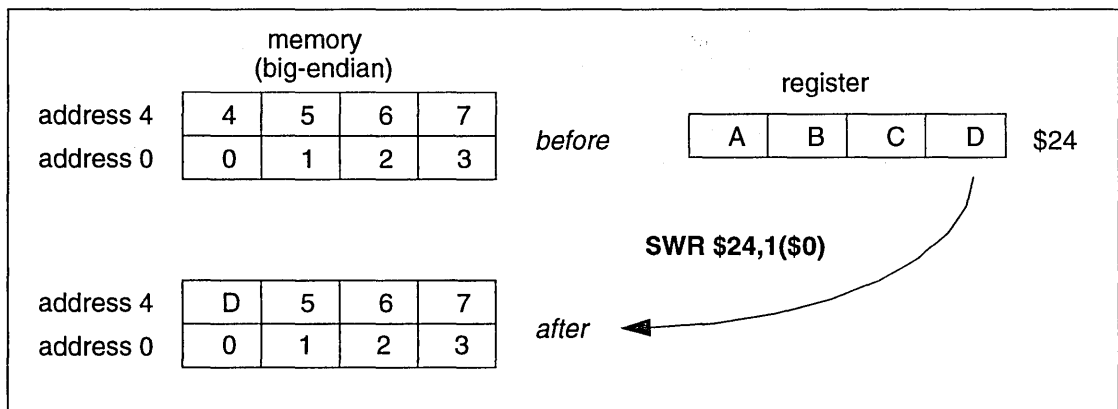 memory
(big-endian)
register
address 4 4 5 6 7
address 0 0 1 2 3
before
A B C D $24
SWR $24,1($0)
address 4 D 5 6 7
address 0 0 1 2 3
after